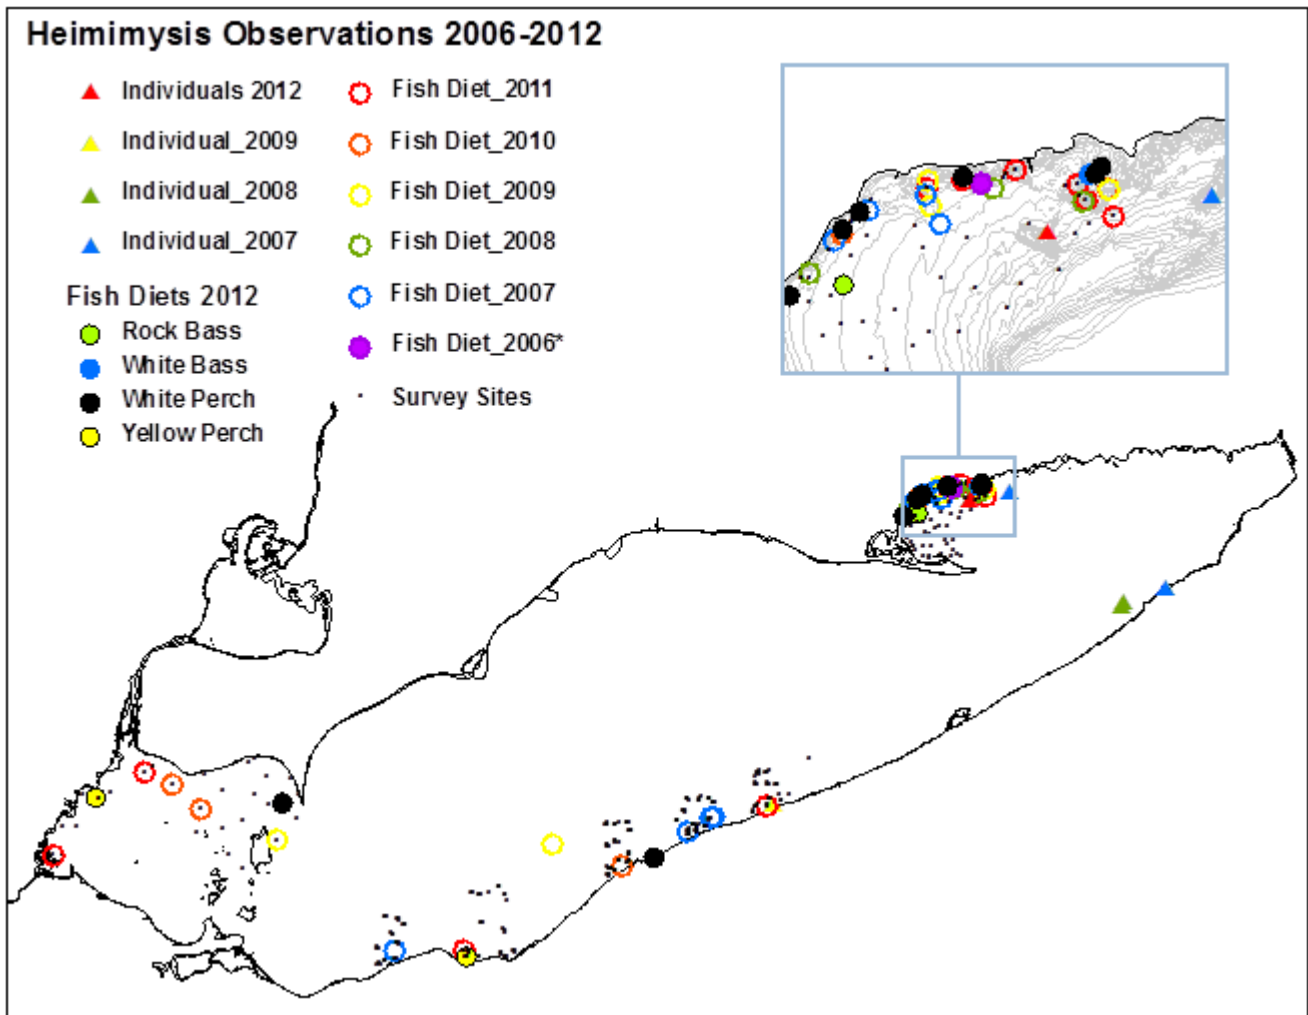 Heimimysis Observations 2006-2012
Individuals 2012
Individual_2009
Individual_2008
Individual_2007
Fish Diets 2012
Rock Bass
White Bass
White Perch
Yellow Perch
Fish Diet_2011
Fish Diet_2010
Fish Diet_2009
Fish Diet_2008
Fish Diet_2007
Fish Diet_2006*
Survey Sites